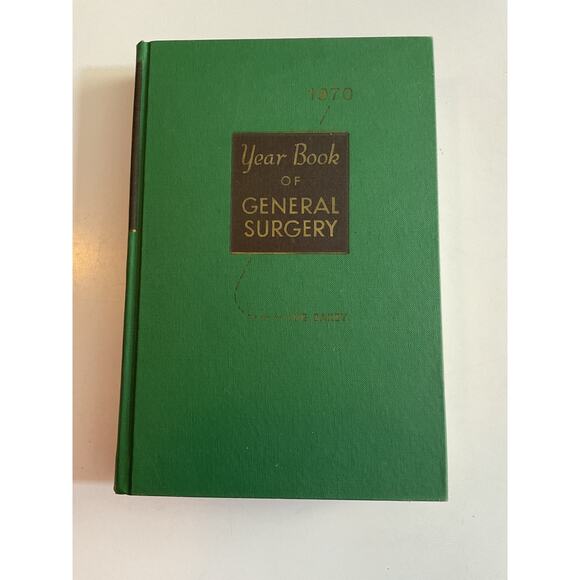 1970
Year Book
OF
GENERAL
SURGERY